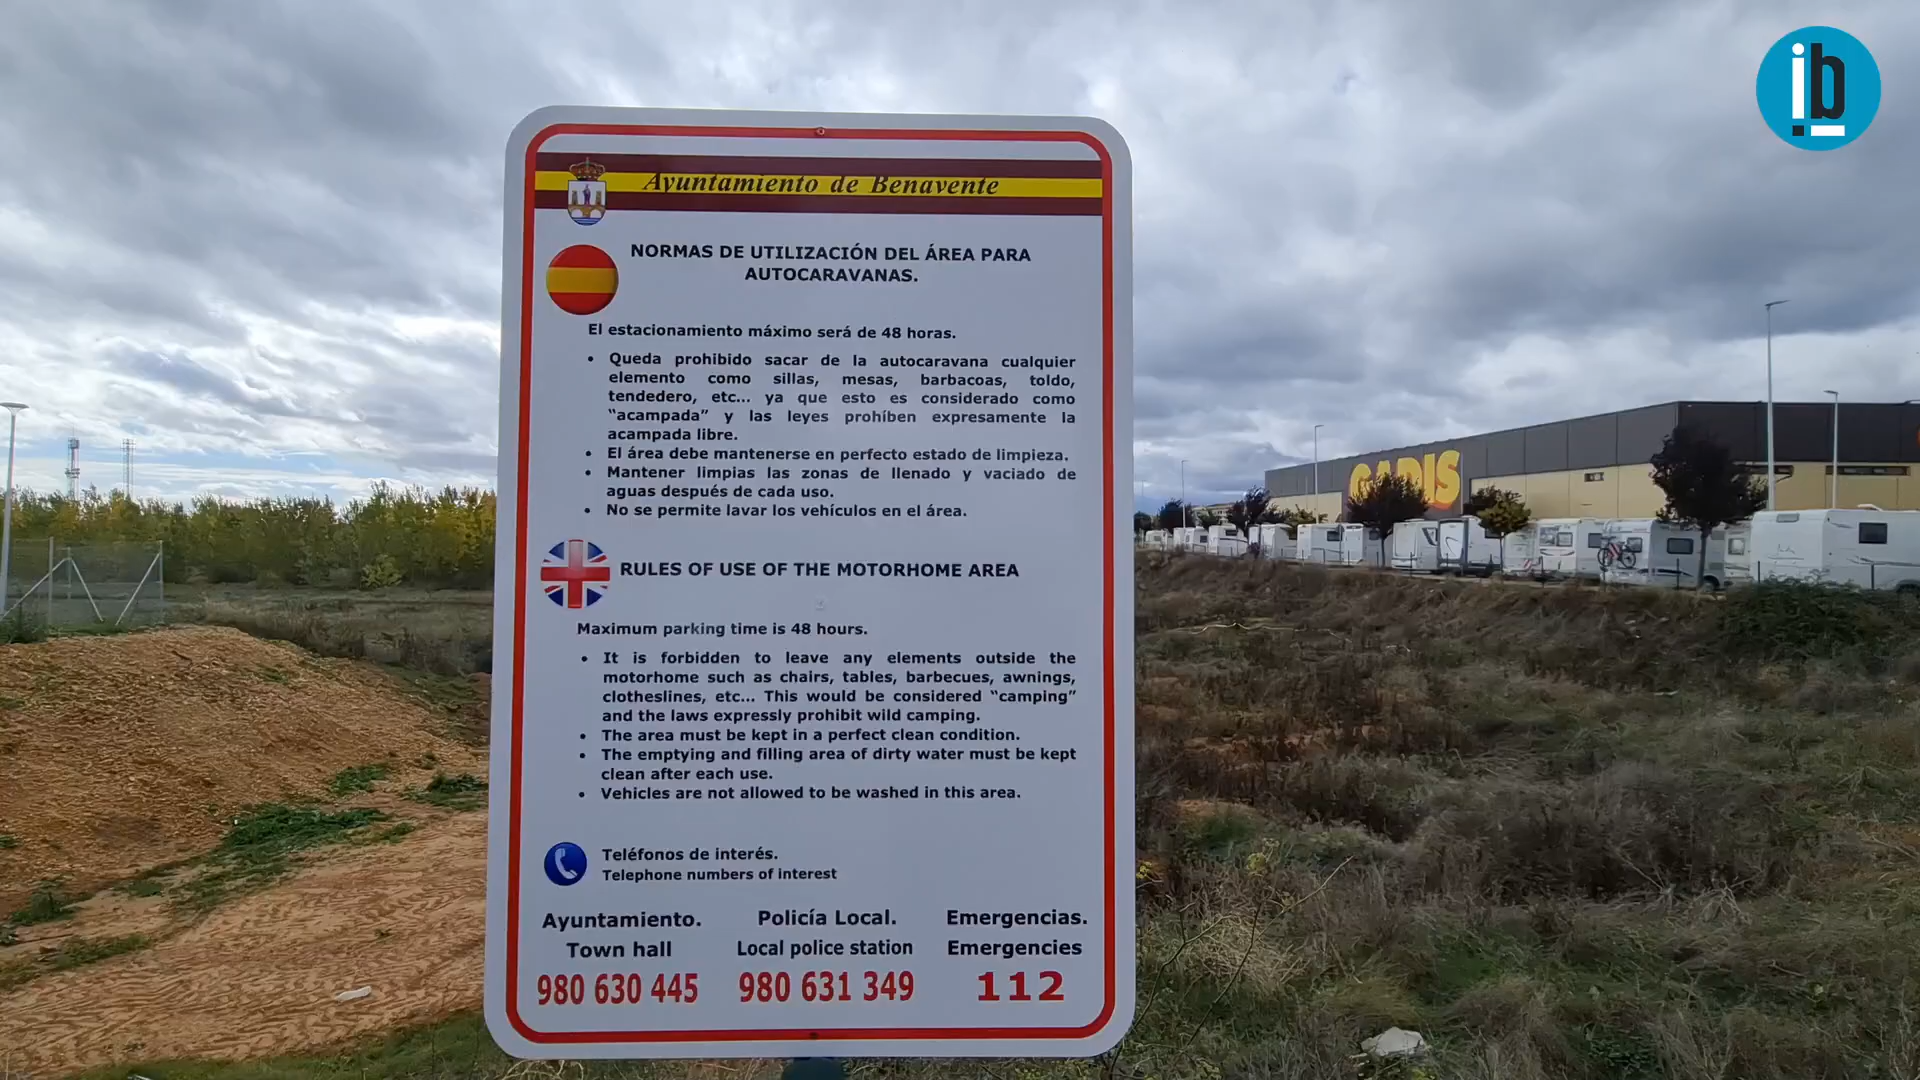 ib
Ayuntamiento de Benavente
NORMAS DE UTILIZACIÓN DEL ÁREA PARA
AUTOCARAVANAS.
El estacionamiento máximo será de 48 horas.
• Queda prohibido sacar de la autocaravana cualquier
elemento como sillas, mesas, barbacoas, toldo,
tendedero, etc... ya que esto es considerado como
“acampada” y las leyes prohíben expresamente la
acampada libre.
• El área debe mantenerse en perfecto estado de limpieza.
• Mantener limpias las zonas de llenado y vaciado de
aguas después de cada uso.
• No se permite lavar los vehículos en el área.
RULES OF USE OF THE MOTORHOME AREA
Maximum parking time is 48 hours.
• It is forbidden to leave any elements outside the
motorhome such as chairs, tables, barbecues, awnings,
clotheslines, etc... This would be considered “camping”
and the laws expressly prohibit wild camping.
• The area must be kept in a perfect clean condition.
• The emptying and filling area of dirty water must be kept
clean after each use.
• Vehicles are not allowed to be washed in this area.
Teléfonos de interés.
Telephone numbers of interest
Ayuntamiento. Policía Local. Emergencias.
Town hall Local police station Emergencies
980 630 445 980 631 349 112
GADIS